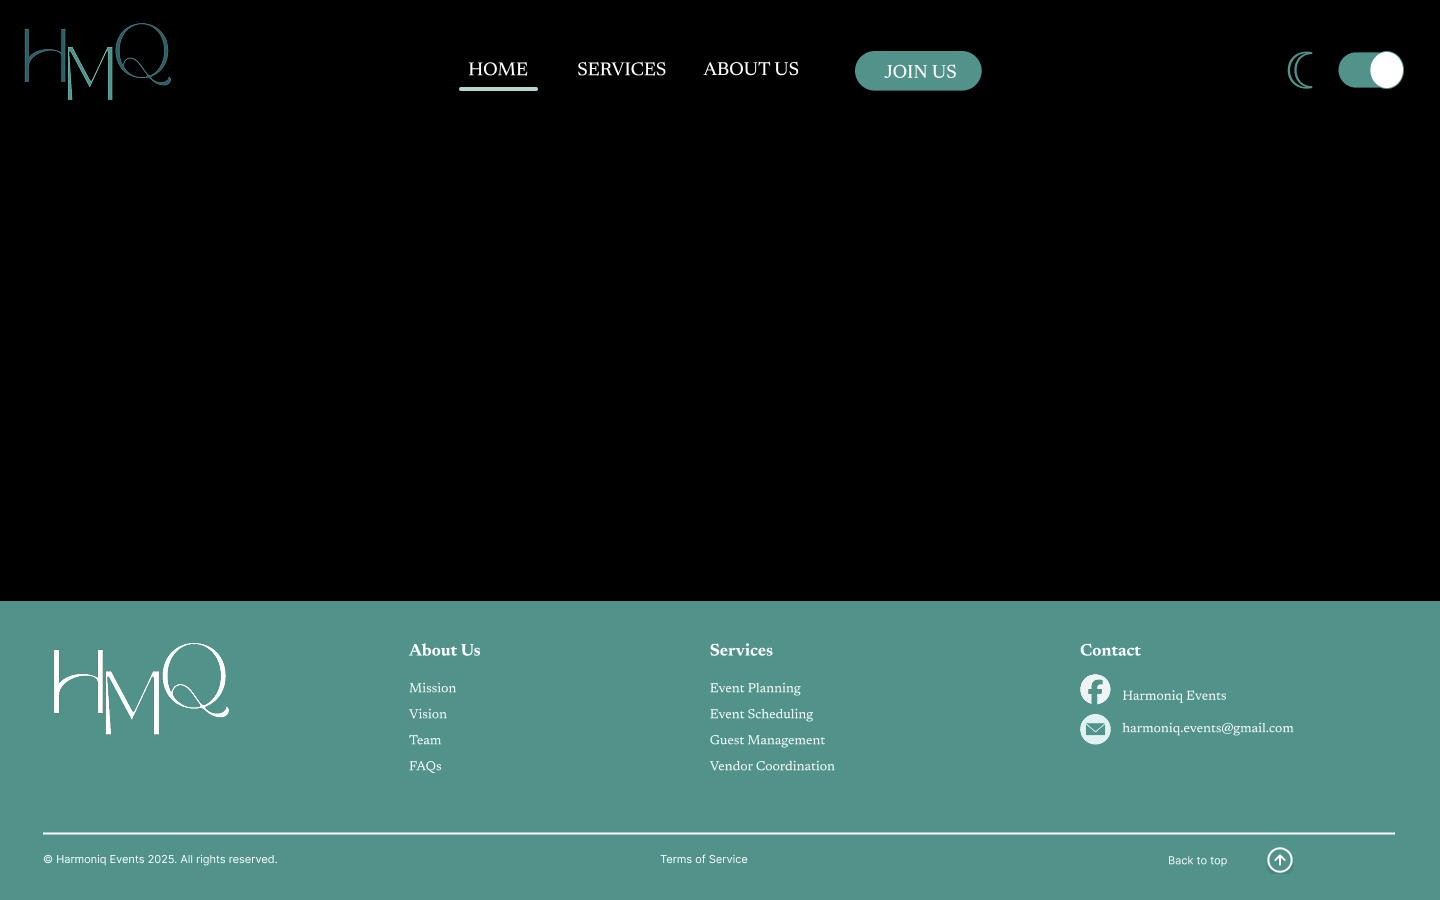 HMQ
HOME
SERVICES
ABOUT US
JOIN US
HMQ
About Us
Mission
Vision
Team
FAQs
Services
Event Planning
Event Scheduling
Guest Management
Vendor Coordination
Contact
Harmoniq Events
harmoniq.events@gmail.com
© Harmoniq Events 2025. All rights reserved.
Terms of Service
Back to top